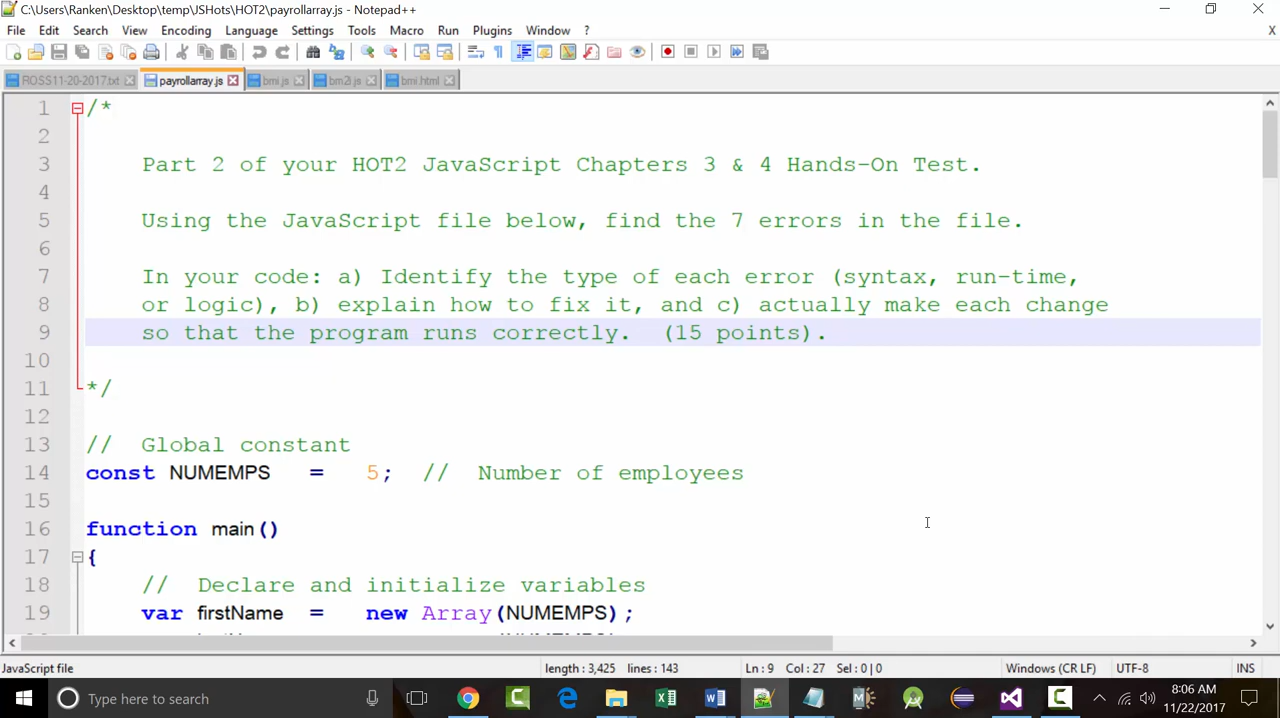 C:\Users\Ranken\Desktop\temp\JSHots\HOT2\payrollarray.js - Notepad++
File Edit Search View Encoding Language Settings Tools Macro Run Plugins Window ?
ROSS11-20-2017.txt payrollarray.js bmi.js bm2i.js bmi.html
1 /*
2
3 Part 2 of your HOT2 JavaScript Chapters 3 & 4 Hands-On Test.
4
5 Using the JavaScript file below, find the 7 errors in the file.
6
7 In your code: a) Identify the type of each error (syntax, run-time,
8 or logic), b) explain how to fix it, and c) actually make each change
9 so that the program runs correctly. (15 points).
10
11 */
12
13 // Global constant
14 const NUMEMPS = 5; // Number of employees
15
16 function main()
17 {
18 // Declare and initialize variables
19 var firstName = new Array(NUMEMPS);
JavaScript file length : 3,425 lines : 143 Ln : 9 Col : 27 Sel : 0 | 0 Windows (CR LF) UTF-8 INS
Type here to search
8:06 AM
11/22/2017